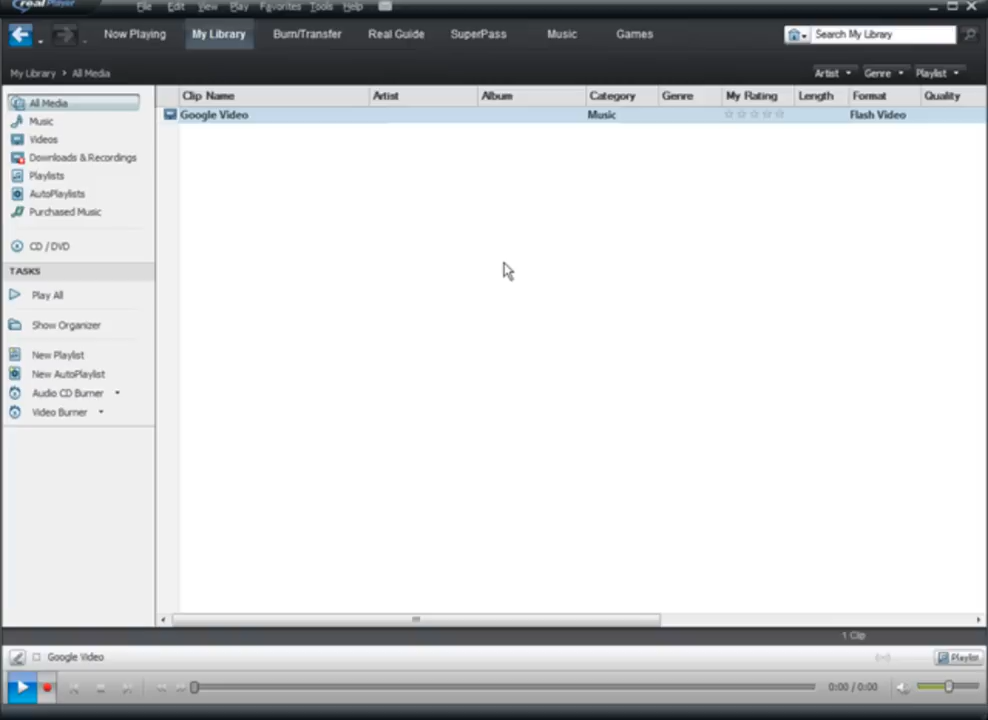 realPlayer File Edit View Play Favorites Tools Help
Now Playing My Library Burn/Transfer Real Guide SuperPass Music Games Search My Library
My Library > All Media Artist Genre Playlist
Clip Name Artist Album Category Genre My Rating Length Format Quality
Google Video Music Flash Video
All Media
Music
Videos
Downloads & Recordings
Playlists
AutoPlaylists
Purchased Music
CD / DVD
TASKS
Play All
Show Organizer
New Playlist
New AutoPlaylist
Audio CD Burner
Video Burner
1 Clip
Google Video Playlist
0:00 / 0:00